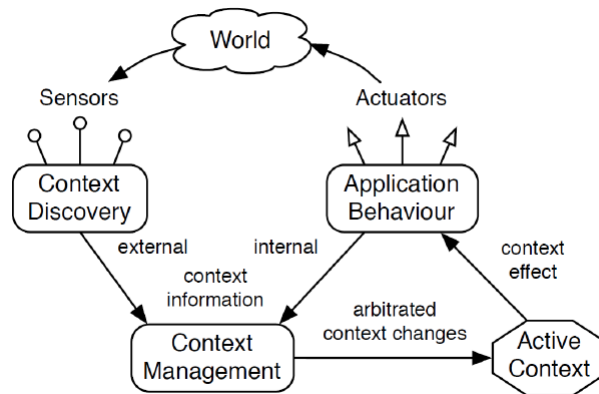 World
Sensors
Actuators
Context
Discovery
Application
Behaviour
external
internal
context
effect
context
information
arbitrated
context changes
Context
Management
Active
Context